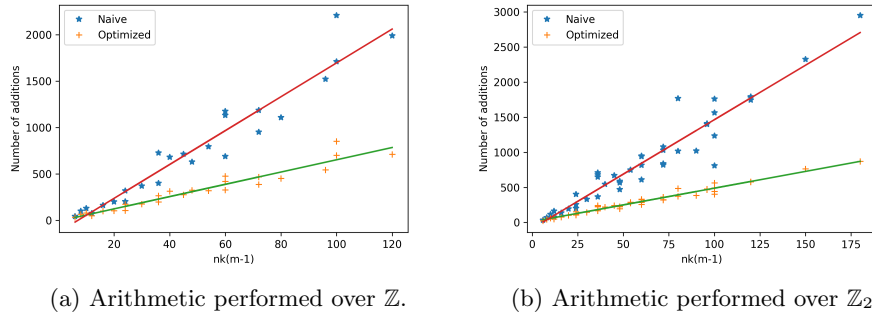 Naive
Optimized
Number of additions
2000
1500
1000
500
0
20
40
60
80
100
120
nk(m-1)
(a) Arithmetic performed over ℤ.
Naive
Optimized
Number of additions
3000
2500
2000
1500
1000
500
0
0
25
50
75
100
125
150
175
nk(m-1)
(b) Arithmetic performed over ℤ₂